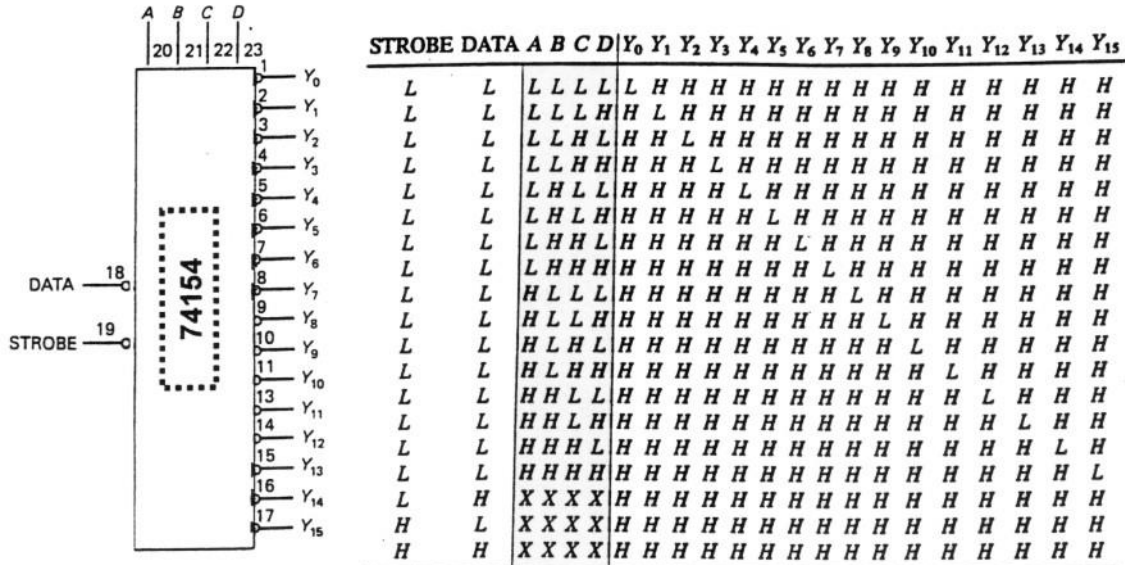 A B C D
20 21 22 23
1 Y0
2 Y1
3 Y2
4 Y3
5 Y4
6 Y5
7 Y6
8 Y7
9 Y8
10 Y9
11 Y10
13 Y11
14 Y12
15 Y13
16 Y14
17 Y15
DATA 18
STROBE 19
74154
STROBE DATA A B C D Y0 Y1 Y2 Y3 Y4 Y5 Y6 Y7 Y8 Y9 Y10 Y11 Y12 Y13 Y14 Y15
L L L L L L L H H H H H H H H H H H H H H H
L L L L L H H L H H H H H H H H H H H H H H
L L L L H L H H L H H H H H H H H H H H H H
L L L L H H H H H L H H H H H H H H H H H H
L L L H L L H H H H L H H H H H H H H H H H
L L L H L H H H H H H L H H H H H H H H H H
L L L H H L H H H H H H L H H H H H H H H H
L L L H H H H H H H H H H L H H H H H H H H
L L H L L L H H H H H H H H L H H H H H H H
L L H L L H H H H H H H H H H L H H H H H H
L L H L H L H H H H H H H H H H L H H H H H
L L H L H H H H H H H H H H H H H L H H H H
L L H H L L H H H H H H H H H H H H L H H H
L L H H L H H H H H H H H H H H H H H L H H
L L H H H L H H H H H H H H H H H H H H L H
L L H H H H H H H H H H H H H H H H H H H L
L H X X X X H H H H H H H H H H H H H H H H
H L X X X X H H H H H H H H H H H H H H H H
H H X X X X H H H H H H H H H H H H H H H H